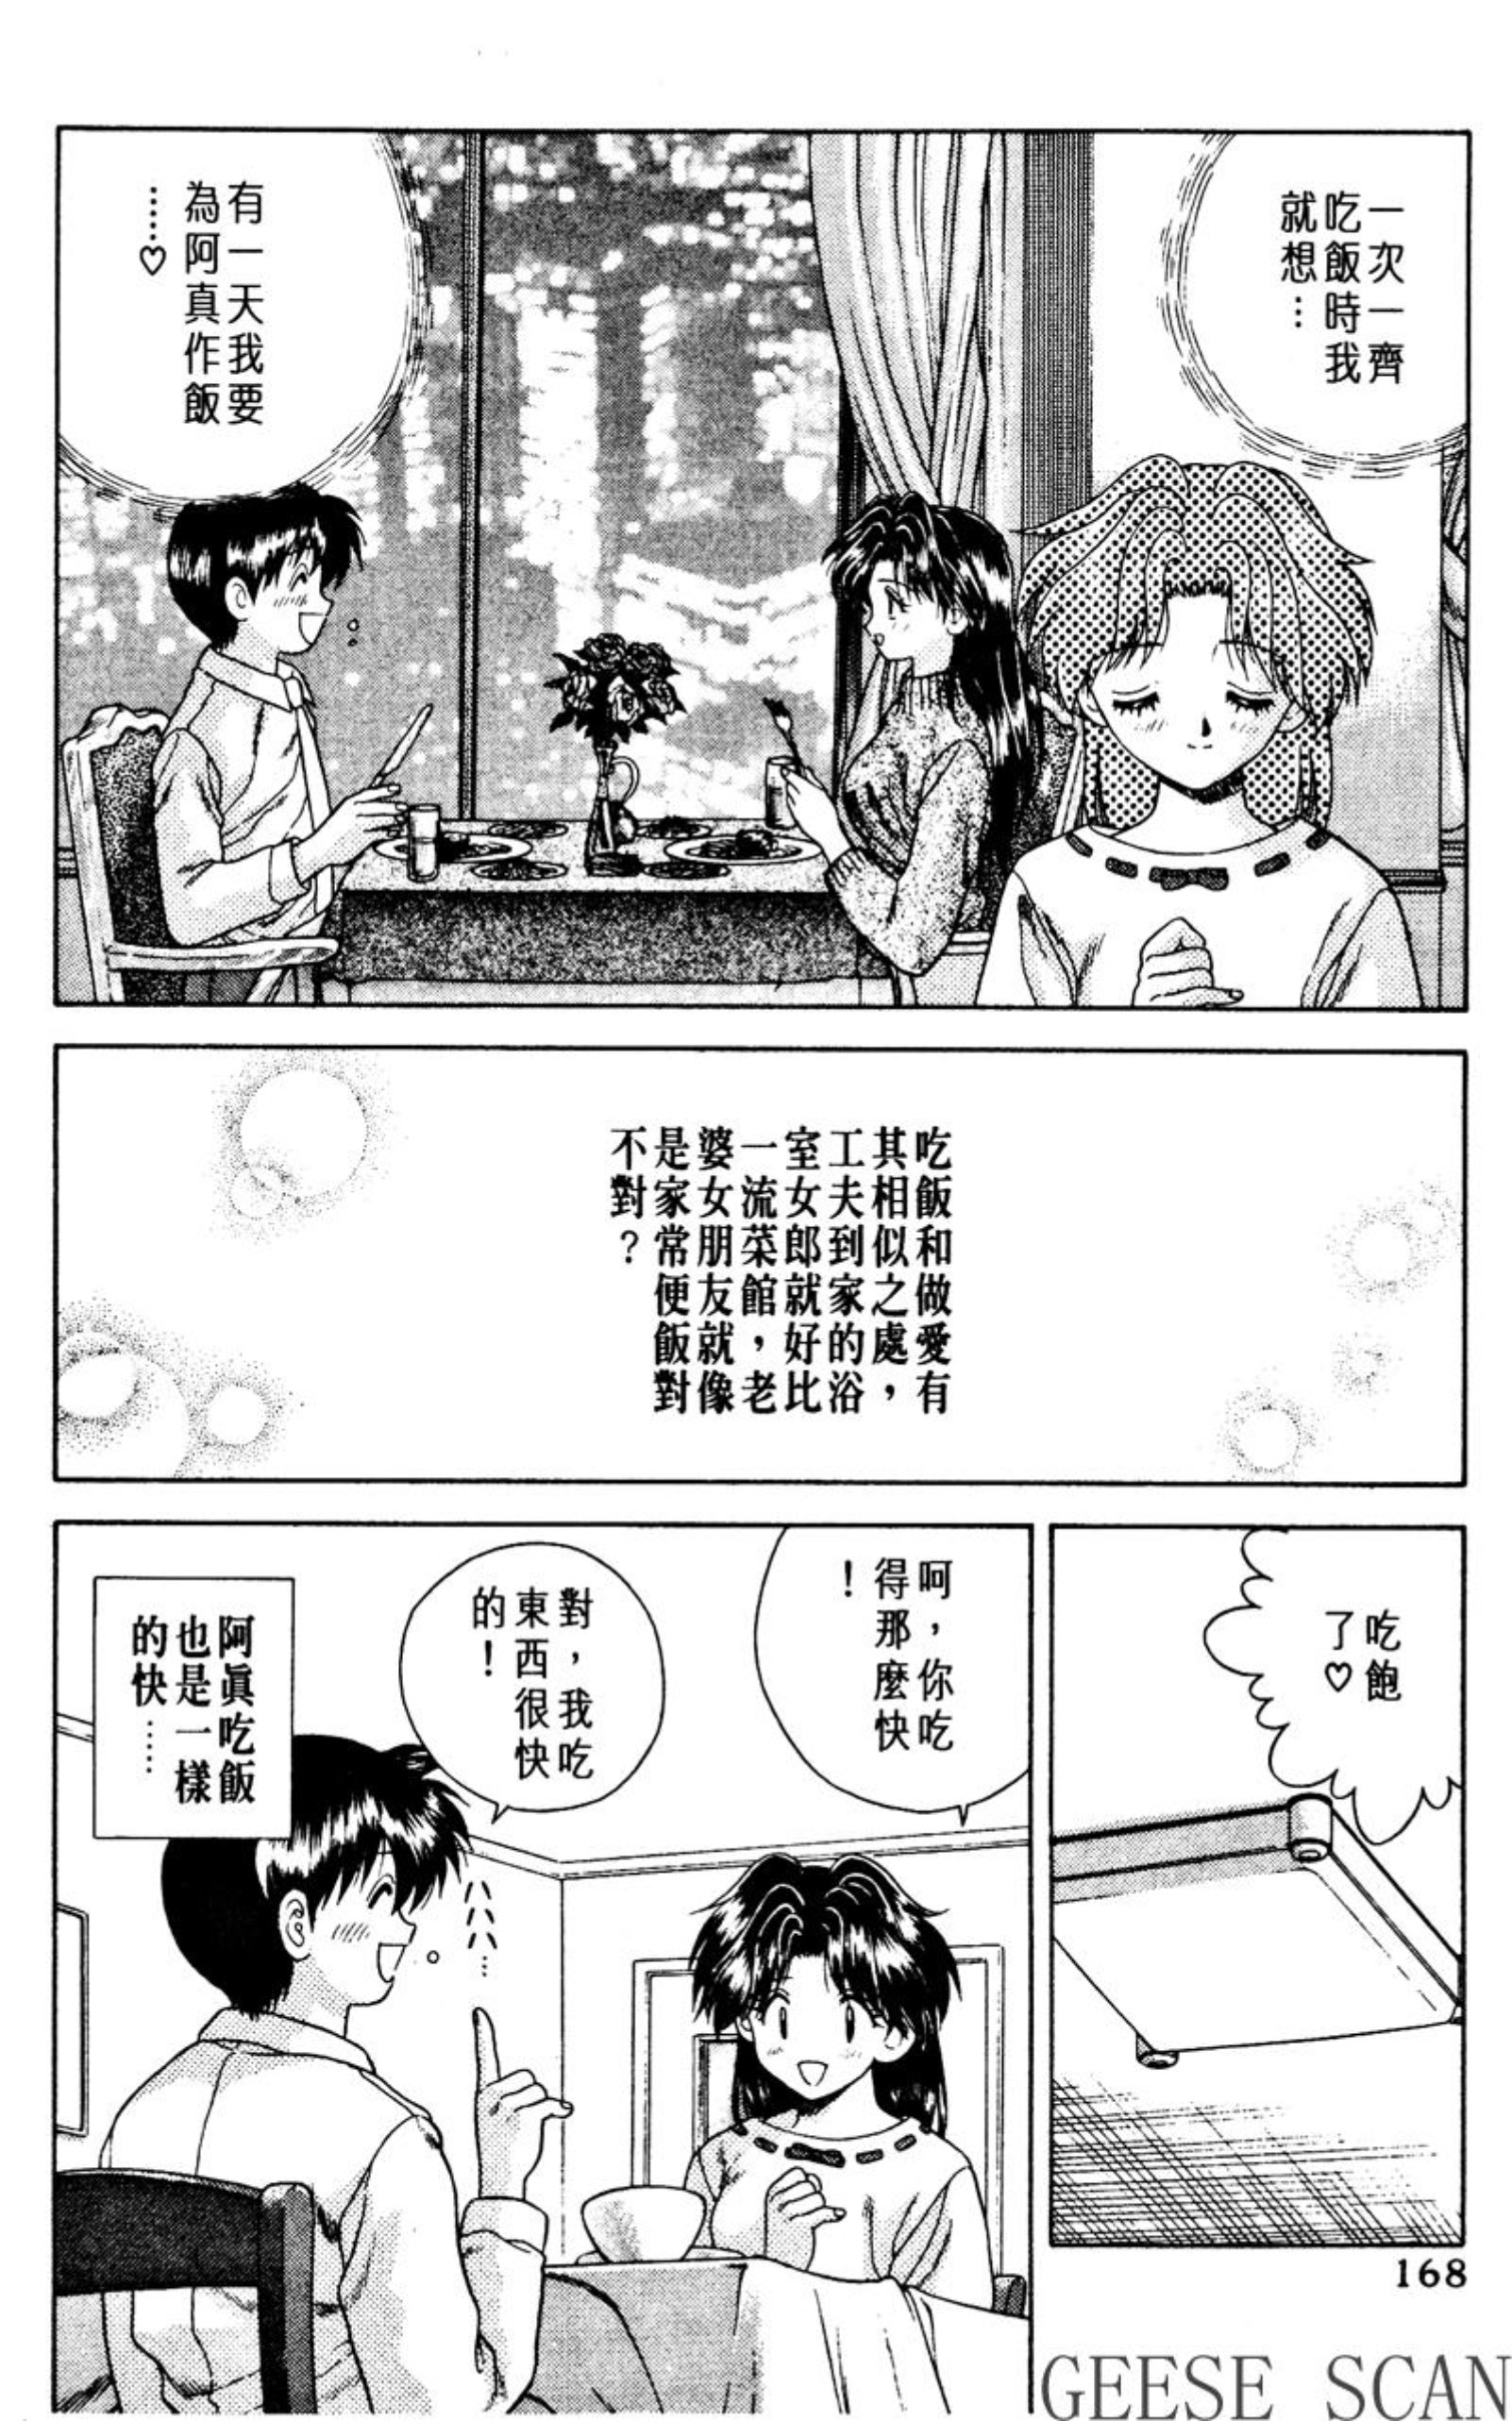 一次一齊
吃飯時我
就想…
有一天我要
為阿真作飯
……♡
吃飯和做愛有
其相似之處，
工夫到家的浴
室女郎就好比
一流菜館，老
婆女朋友就像
是家常便飯對
不對？
吃飽
了♡
呵，你吃
得那麼快
！
對，我吃
東西很快
的！
ハハハ…
阿眞吃飯
也是一樣
的快……
168
GEESE SCAN